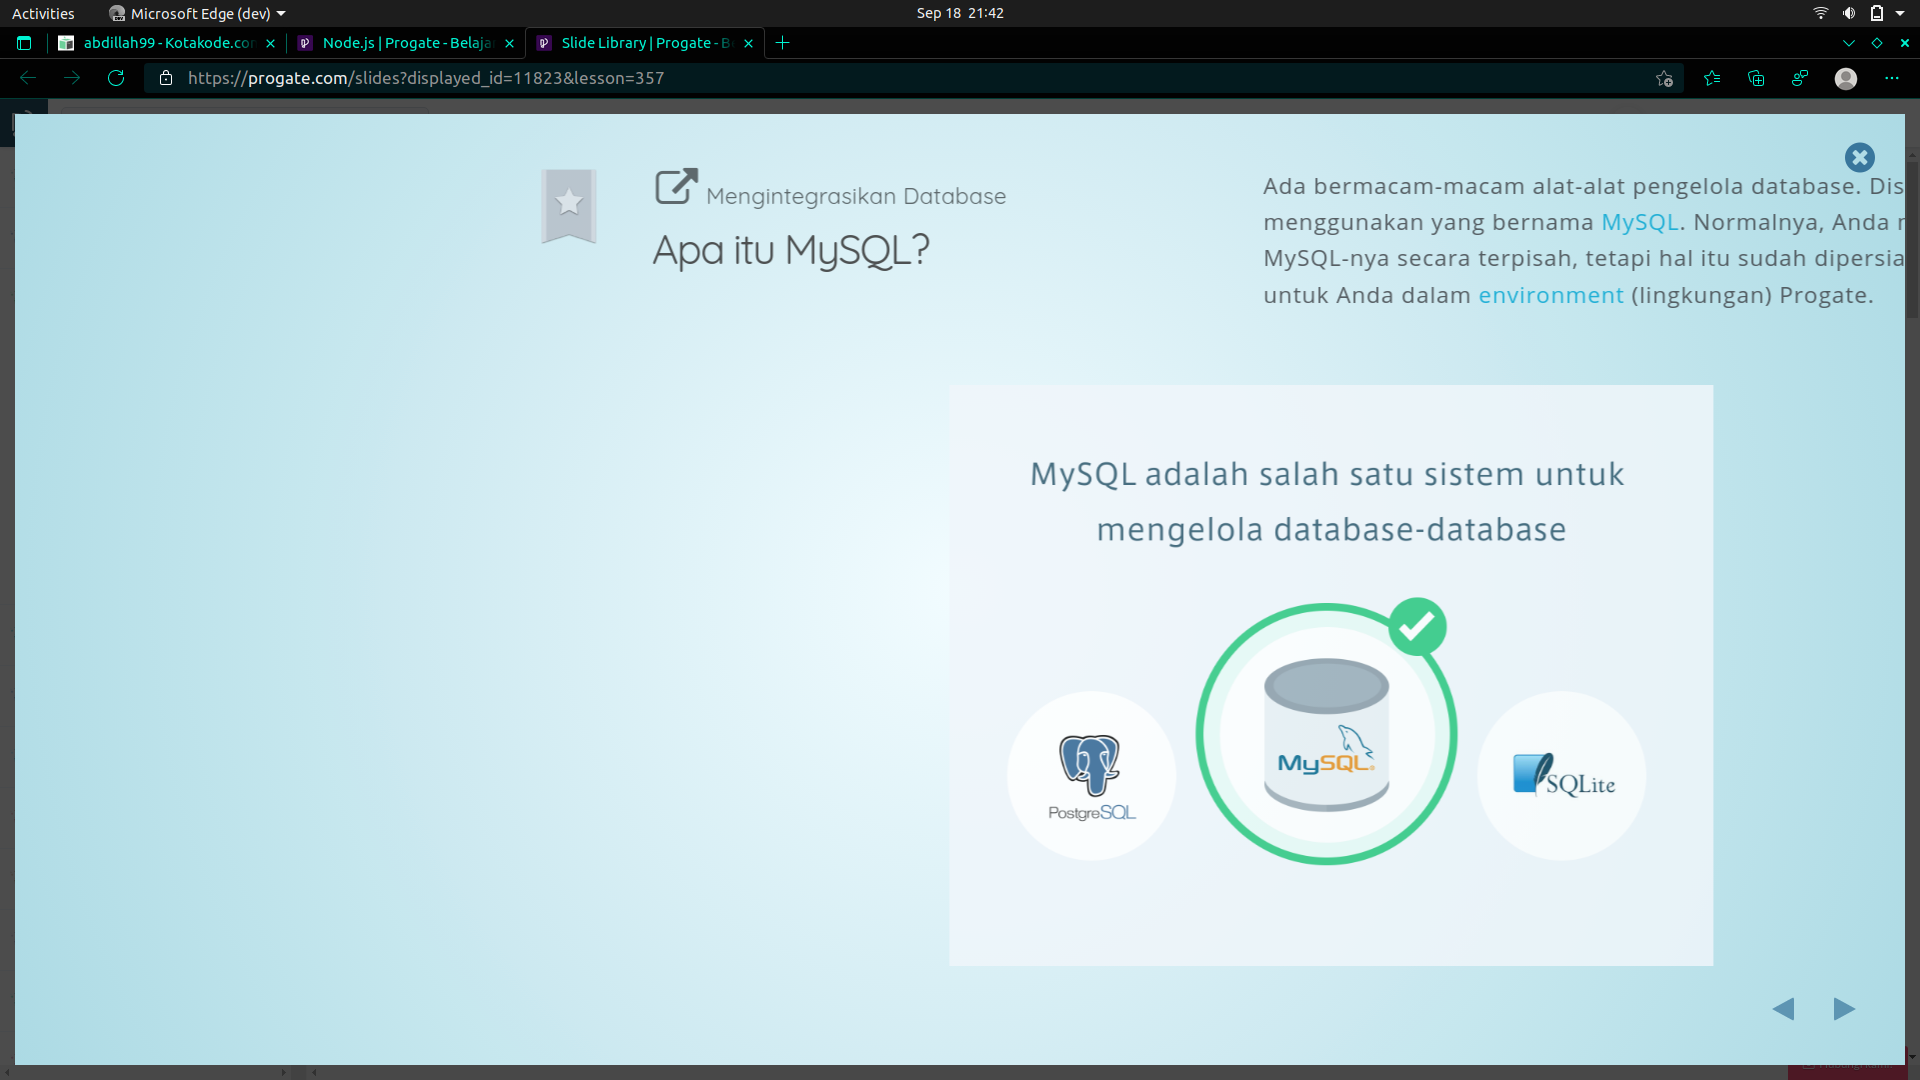 Activities
Microsoft Edge (dev)
Sep 18 21:42
abdillah99 - Kotakode.com
Node.js | Progate - Belaja
Slide Library | Progate - B
https://progate.com/slides?displayed_id=11823&lesson=357
Mengintegrasikan Database
Apa itu MySQL?
Ada bermacam-macam alat-alat pengelola database. Dis
menggunakan yang bernama MySQL. Normalnya, Anda
MySQL-nya secara terpisah, tetapi hal itu sudah dipersia
untuk Anda dalam environment (lingkungan) Progate.
MySQL adalah salah satu sistem untuk
mengelola database-database
PostgreSQL
MySQL
SQLite